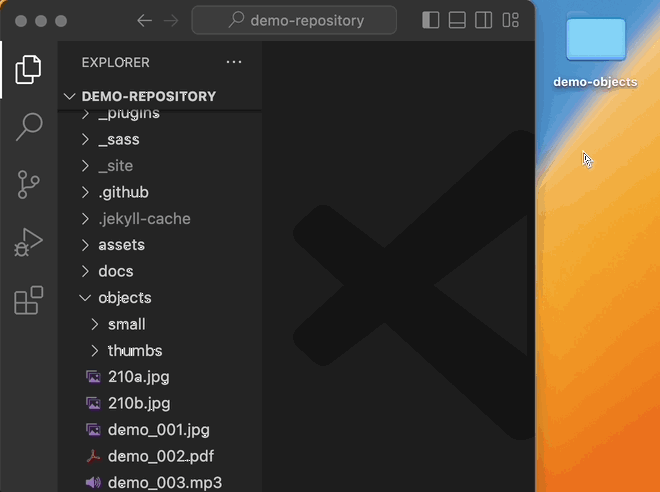 demo-repository
EXPLORER
DEMO-REPOSITORY
_plugins
_sass
_site
.github
.jekyll-cache
assets
docs
objects
small
thumbs
210a.jpg
210b.jpg
demo_001.jpg
demo_002.pdf
demo_003.mp3
demo-objects